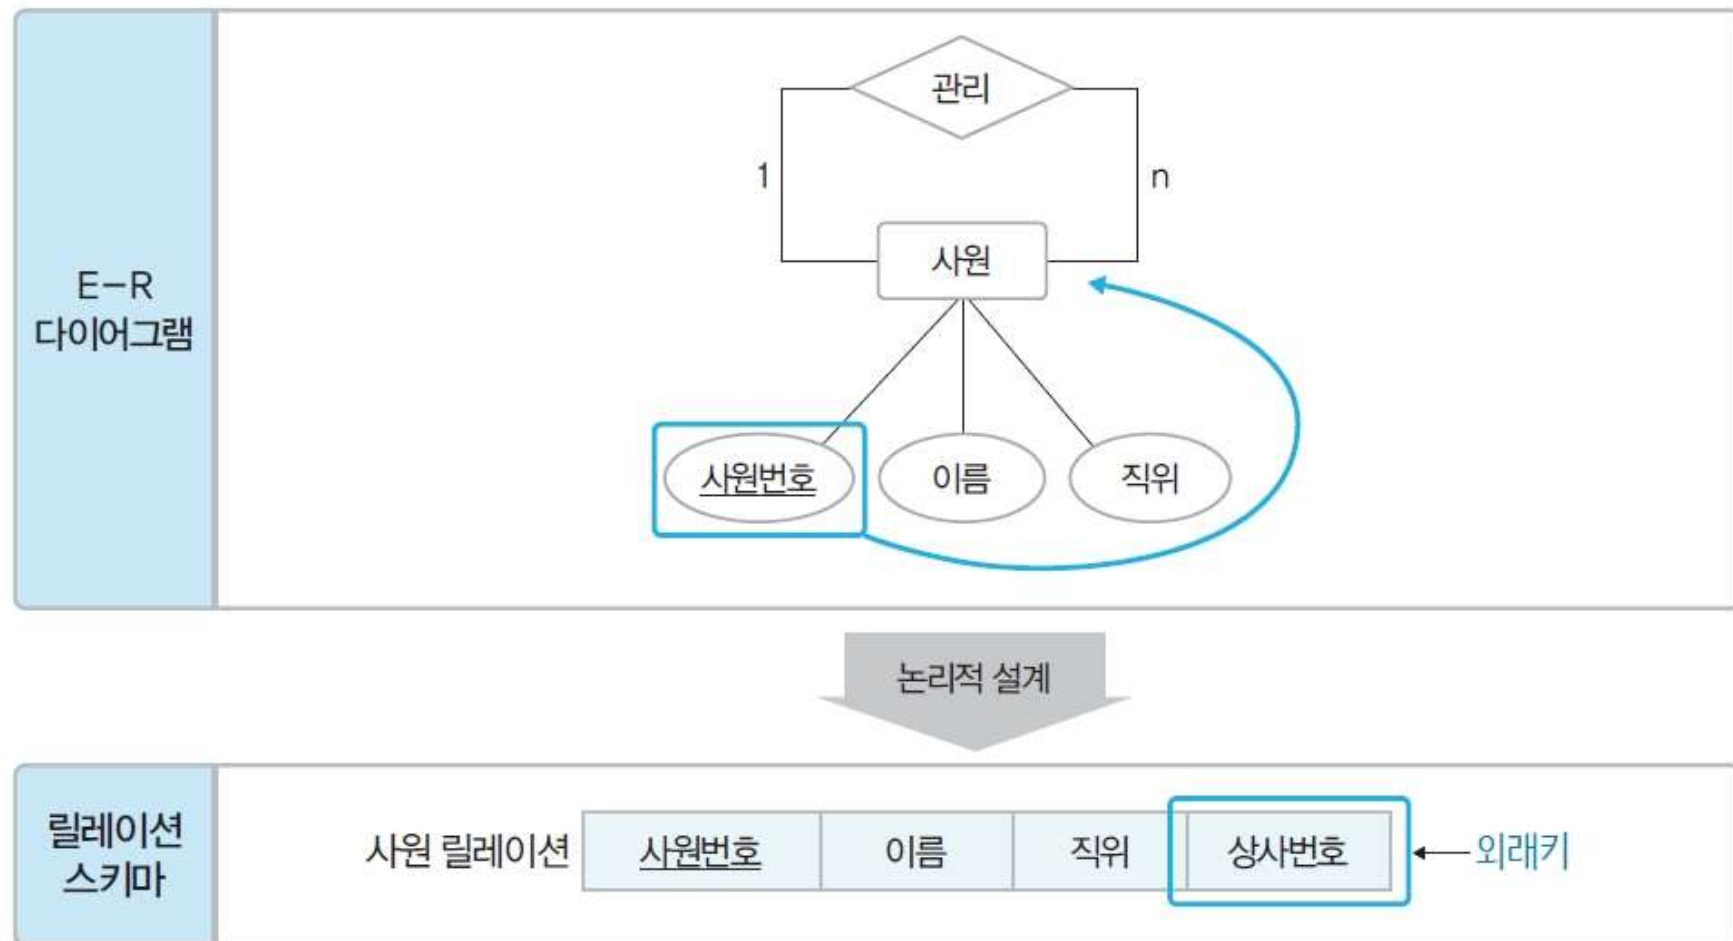 E-R
다이어그램
관리
1
n
사원
사원번호
이름
직위
논리적 설계
릴레이션
스키마
사원 릴레이션
사원번호
이름
직위
상사번호
외래키